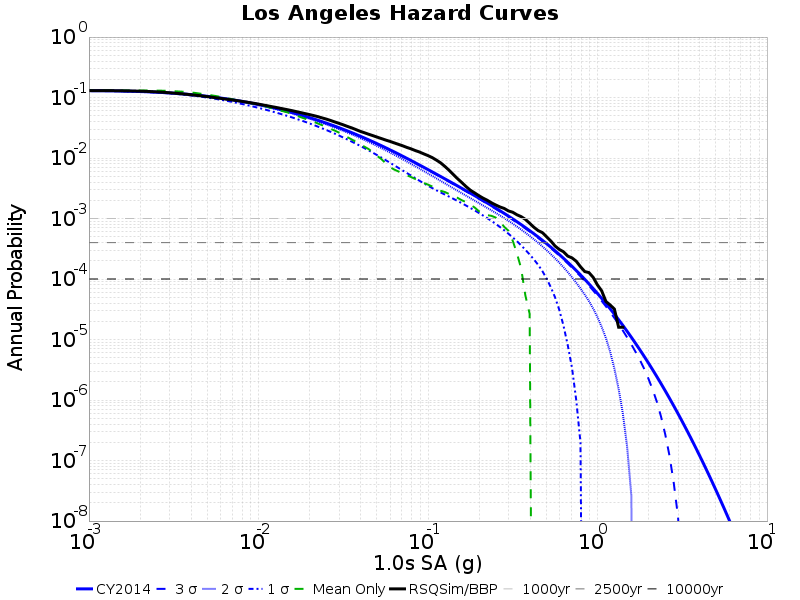 Los Angeles Hazard Curves
Annual Probability
10^0
10^-1
10^-2
10^-3
10^-4
10^-5
10^-6
10^-7
10^-8
10^-3 10^-2 10^-1 10^0 10^1
1.0s SA (g)
CY2014 3 σ 2 σ 1 σ Mean Only RSQSim/BBP 1000yr 2500yr 10000yr